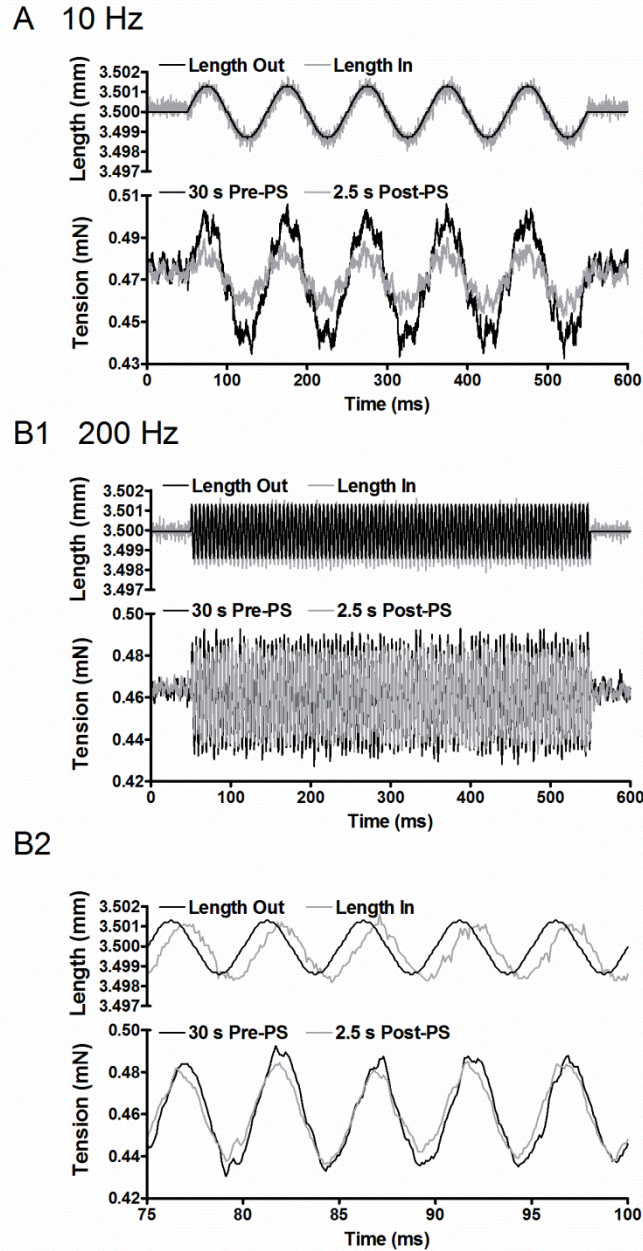 A 10 Hz
Length Out Length In
Length (mm)
3.502
3.501
3.500
3.499
3.498
3.497
30 s Pre-PS 2.5 s Post-PS
Tension (mN)
0.51
0.49
0.47
0.45
0.43
0 100 200 300 400 500 600
Time (ms)
B1 200 Hz
Length Out Length In
Length (mm)
3.502
3.501
3.500
3.499
3.498
3.497
30 s Pre-PS 2.5 s Post-PS
Tension (mN)
0.50
0.48
0.46
0.44
0.42
0 100 200 300 400 500 600
Time (ms)
B2
Length Out Length In
Length (mm)
3.502
3.501
3.500
3.499
3.498
3.497
30 s Pre-PS 2.5 s Post-PS
Tension (mN)
0.50
0.48
0.46
0.44
0.42
75 80 85 90 95 100
Time (ms)